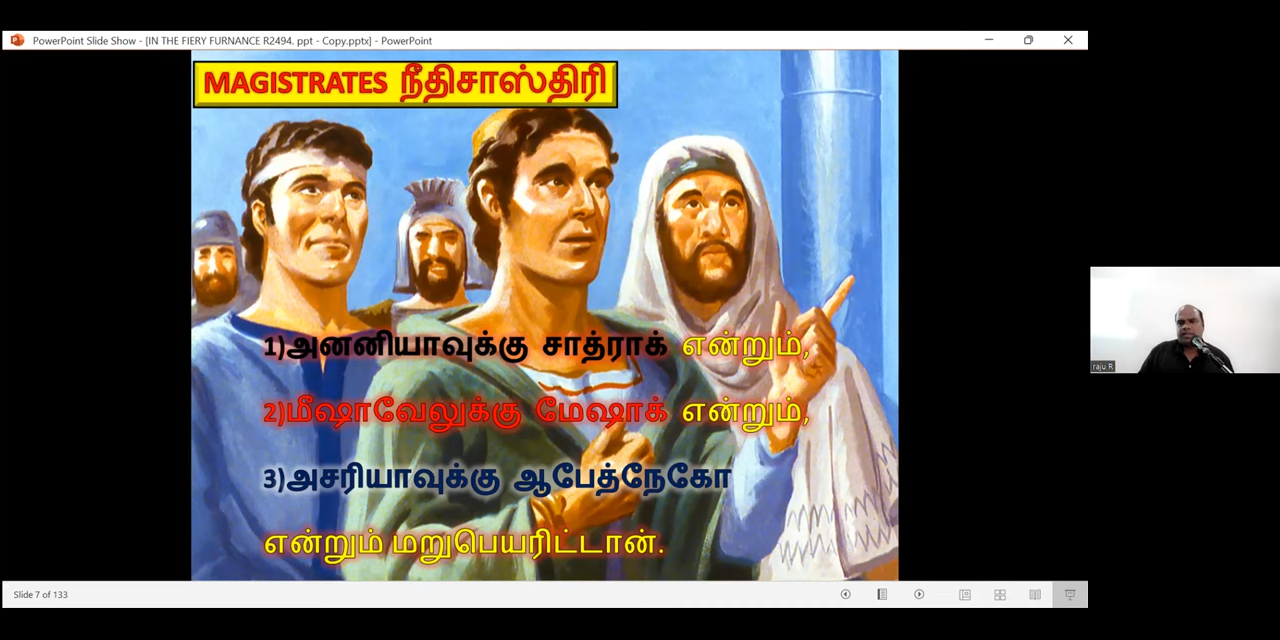 PowerPoint Slide Show - [IN THE FIERY FURNANCE R2494. ppt - Copy.pptx] - PowerPoint
MAGISTRATES நீதிசாஸ்திரி
1)அனனியாவுக்கு சாத்ராக் என்றும்,
2)மீஷாவேலுக்கு மேஷாக் என்றும்,
3)அசரியாவுக்கு ஆபேத்நேகோ
என்றும் மறுபெயரிட்டான்.
raju R
Slide 7 of 133